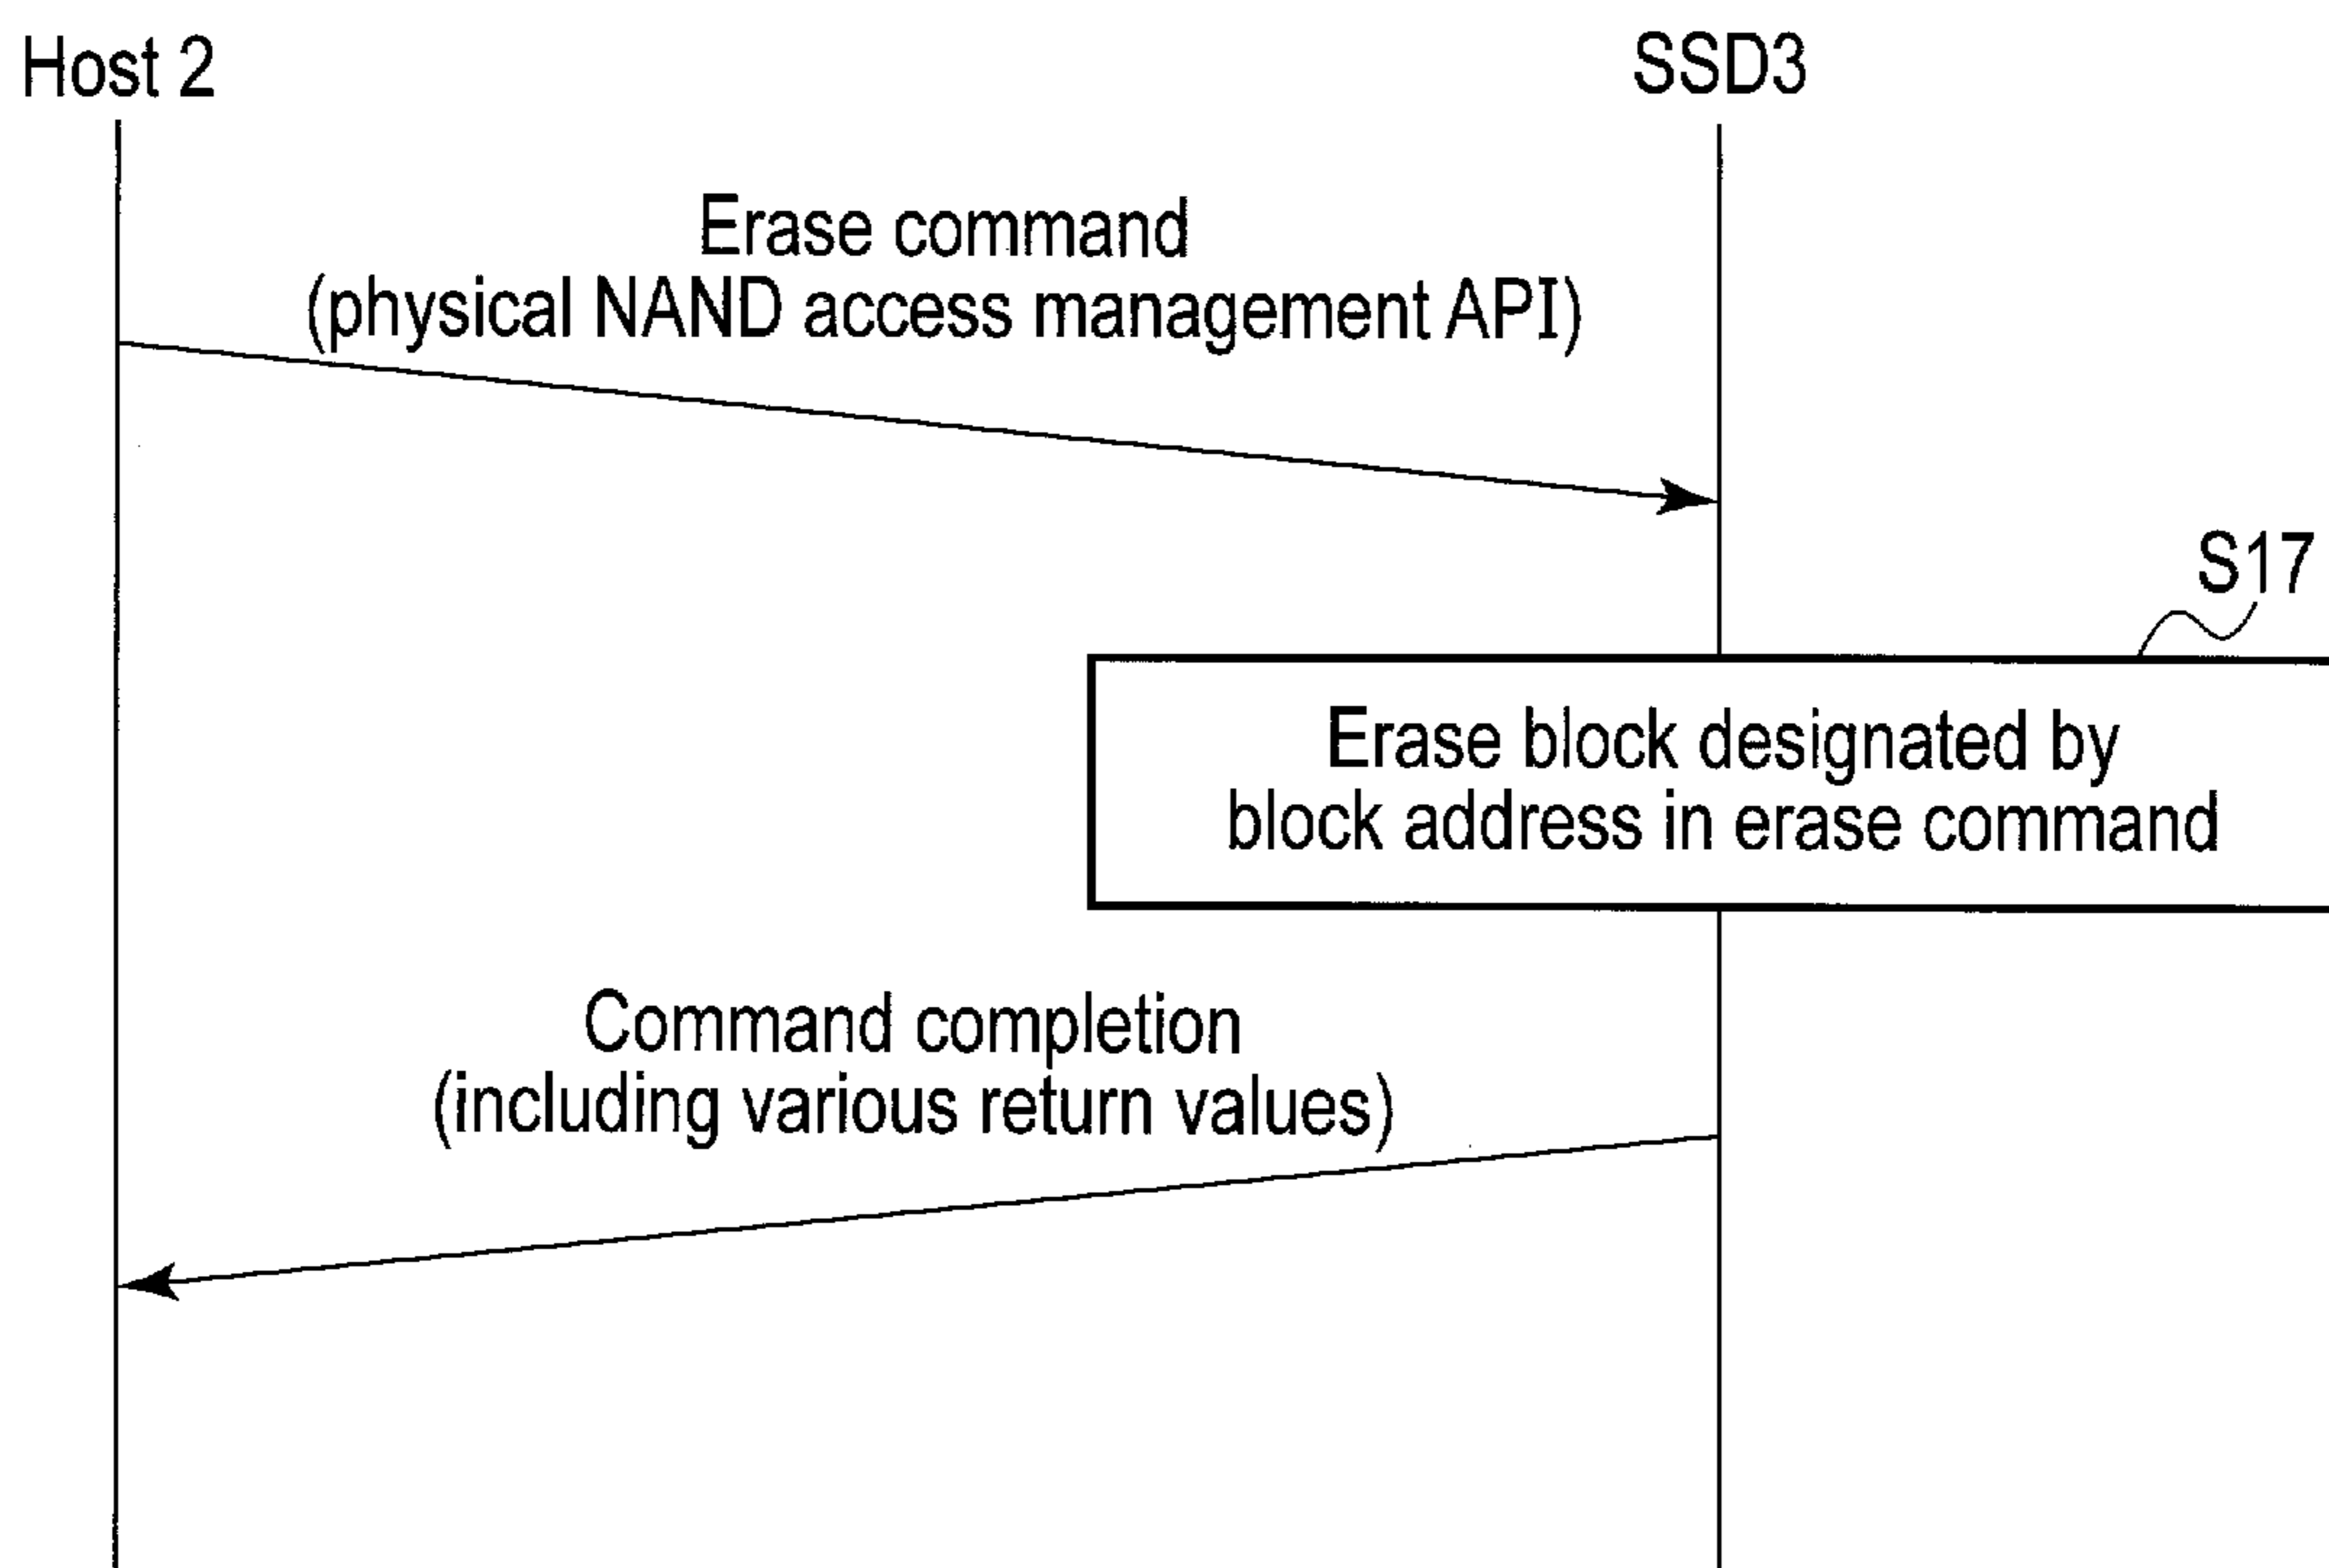 Host 2
SSD3
Erase command
(physical NAND access management API)
S17
Erase block designated by
block address in erase command
Command completion
(including various return values)